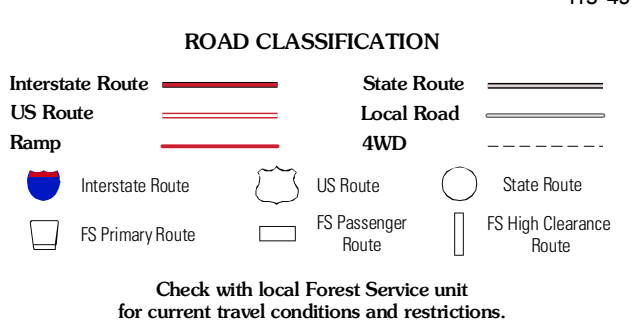 ROAD CLASSIFICATION
Interstate Route
State Route
US Route
Local Road
Ramp
4WD
Interstate Route
US Route
State Route
FS Primary Route
FS Passenger
Route
FS High Clearance
Route
Check with local Forest Service unit
for current travel conditions and restrictions.